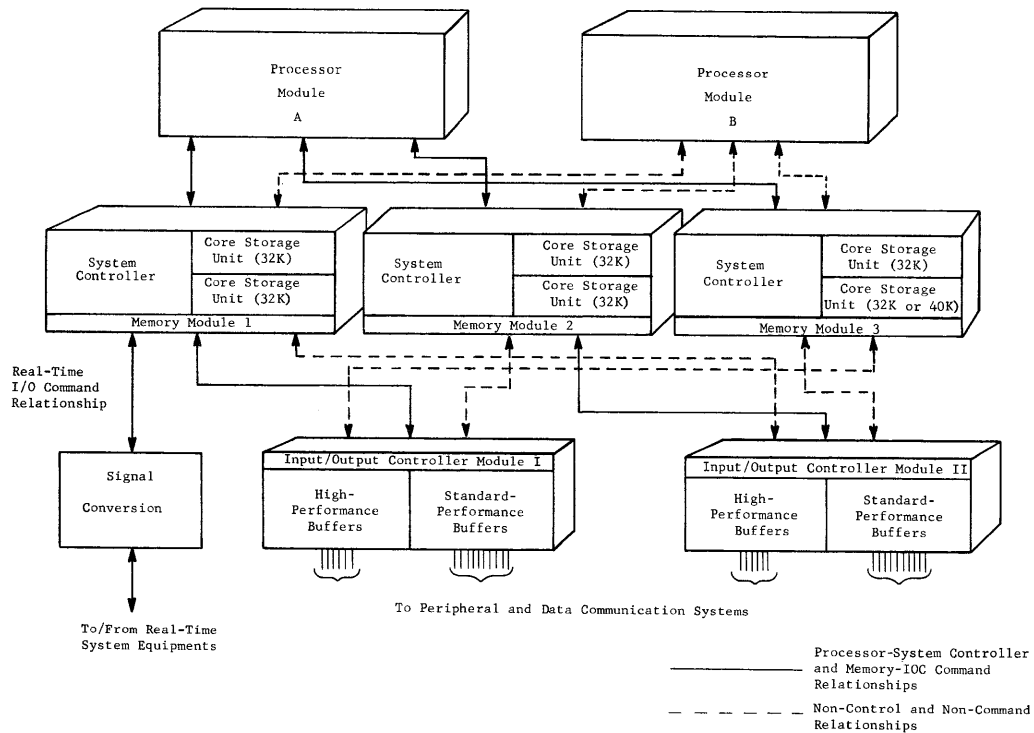 Processor
Module
A
Processor
Module
B
System
Controller
Core Storage
Unit (32K)
Core Storage
Unit (32K)
Memory Module 1
System
Controller
Core Storage
Unit (32K)
Core Storage
Unit (32K)
Memory Module 2
System
Controller
Core Storage
Unit (32K)
Core Storage
Unit (32K or 40K)
Memory Module 3
Real-Time
I/O Command
Relationship
Signal
Conversion
Input/Output Controller Module I
High-
Performance
Buffers
Standard-
Performance
Buffers
Input/Output Controller Module II
High-
Performance
Buffers
Standard-
Performance
Buffers
To Peripheral and Data Communication Systems
To/From Real-Time
System Equipments
Processor-System Controller
and Memory-IOC Command
Relationships
Non-Control and Non-Command
Relationships